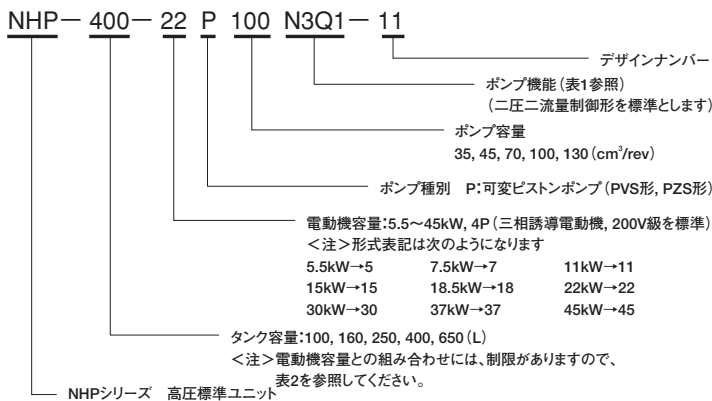 NHP－400－22 P 100 N3Q1－11
デザインナンバー
ポンプ機能（表1参照）
（二圧二流量制御形を標準とします）
ポンプ容量
35, 45, 70, 100, 130（cm³/rev）
ポンプ種別　P：可変ピストンポンプ（PVS形, PZS形）
電動機容量：5.5～45kW, 4P（三相誘導電動機, 200V級を標準）
＜注＞形式表記は次のようになります
5.5kW→5　7.5kW→7　11kW→11
15kW→15　18.5kW→18　22kW→22
30kW→30　37kW→37　45kW→45
タンク容量：100, 160, 250, 400, 650（L）
＜注＞電動機容量との組み合わせには、制限がありますので、
表2を参照してください。
NHPシリーズ　高圧標準ユニット